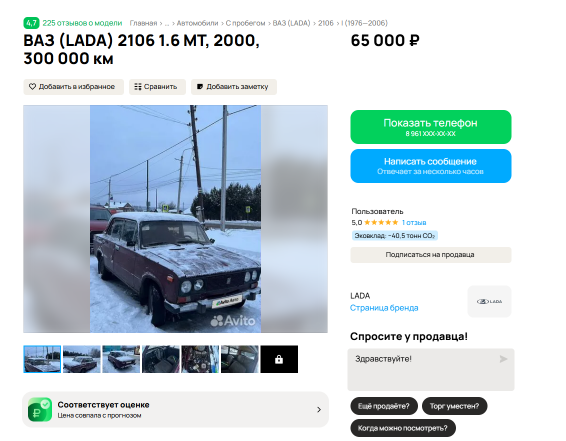 4,7 225 отзывов о модели Главная › ... › Автомобили › С пробегом › ВАЗ (LADA) › 2106 › I (1976—2006)
ВАЗ (LADA) 2106 1.6 MT, 2000,
300 000 км
65 000 ₽
Добавить в избранное Сравнить Добавить заметку
Показать телефон
8 961 XXX-XX-XX
Написать сообщение
Отвечает за несколько часов
Пользователь
5,0 1 отзыв
Эковклад: −40,5 тонн CO₂
Подписаться на продавца
LADA
Страница бренда
LADA
Avito
Спросите у продавца!
Здравствуйте!
Ещё продаёте? Торг уместен?
Когда можно посмотреть?
Соответствует оценке
Цена совпала с прогнозом